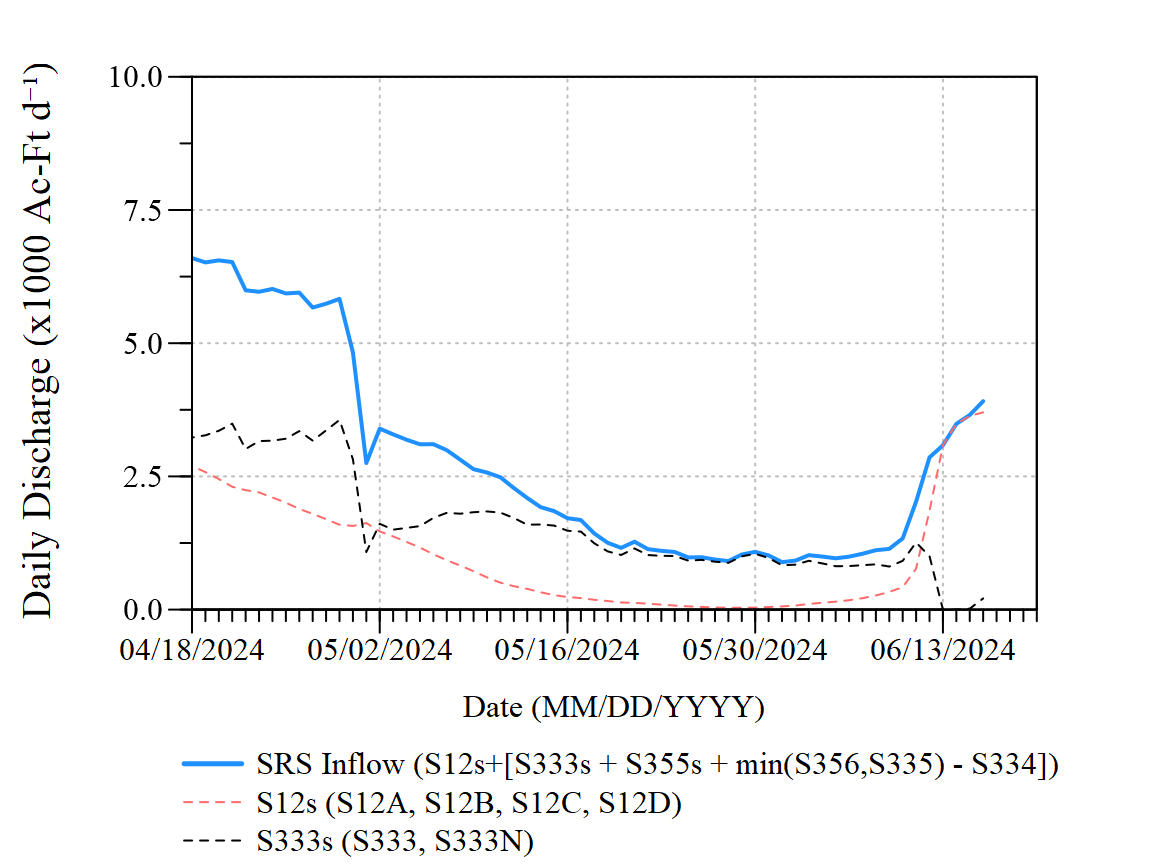 Daily Discharge (x1000 Ac-Ft d⁻¹)
10.0
7.5
5.0
2.5
0.0
04/18/2024 05/02/2024 05/16/2024 05/30/2024 06/13/2024
Date (MM/DD/YYYY)
SRS Inflow (S12s+[S333s + S355s + min(S356,S335) - S334])
S12s (S12A, S12B, S12C, S12D)
S333s (S333, S333N)